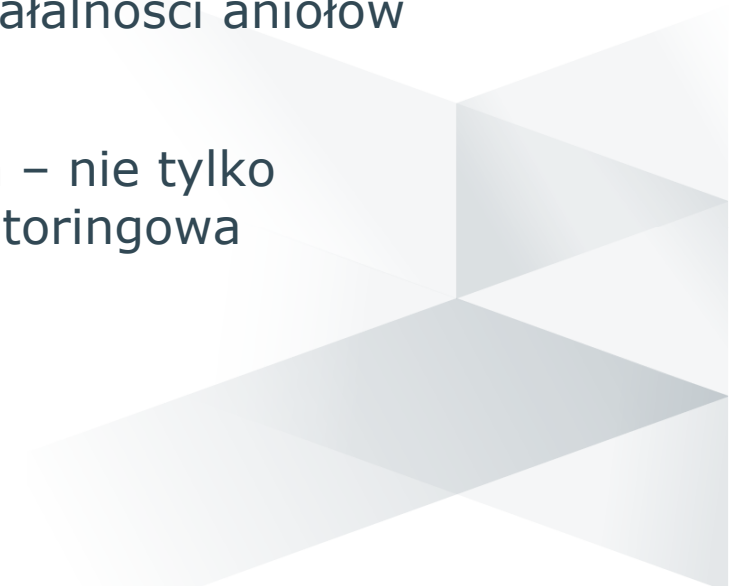 ałalności aniołów
– nie tylko
toringowa